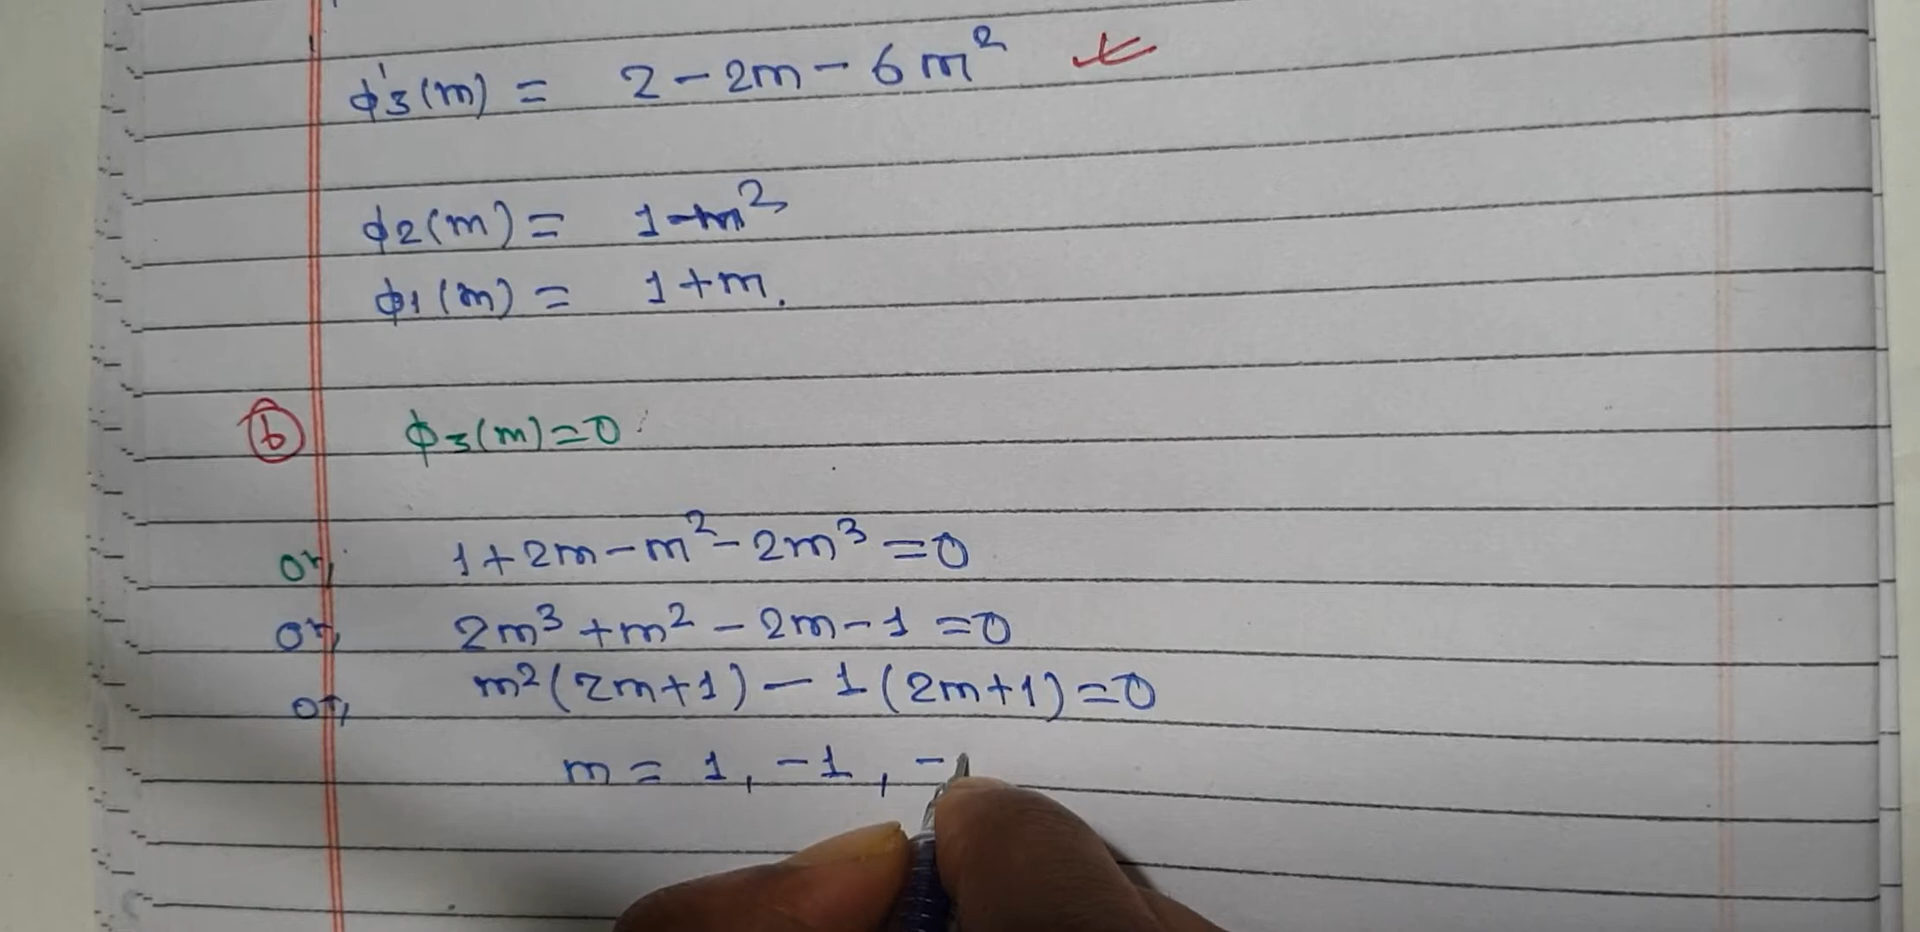 ϕ'3(m) = 2 - 2m - 6m²
ϕ2(m) = 1 - m²
ϕ1(m) = 1 + m.
ⓑ ϕ3(m) = 0
or, 1 + 2m - m² - 2m³ = 0
or, 2m³ + m² - 2m - 1 = 0
or, m²(2m+1) - 1(2m+1) = 0
m = 1, -1, -